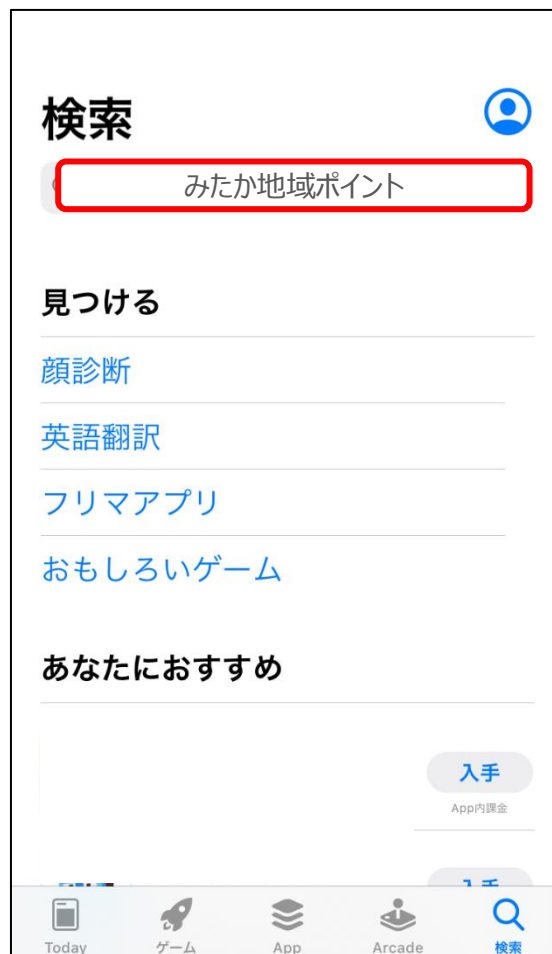 検索
みたか地域ポイント
見つける
顔診断
英語翻訳
フリマアプリ
おもしろいゲーム
あなたにおすすめ
入手
App内課金
入手
Today ゲーム App Arcade 検索